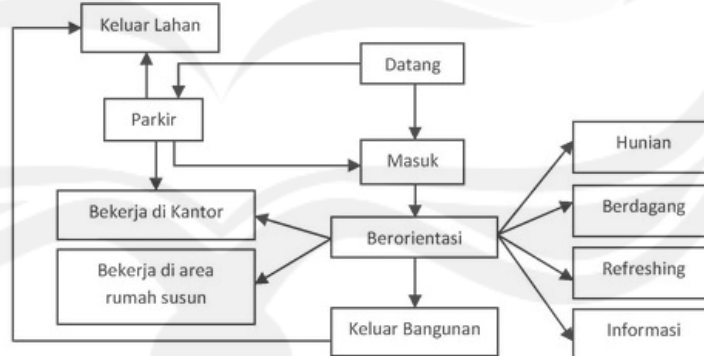 Keluar Lahan
Datang
Parkir
Masuk
Hunian
Bekerja di Kantor
Berorientasi
Berdagang
Bekerja di area
rumah susun
Refreshing
Keluar Bangunan
Informasi